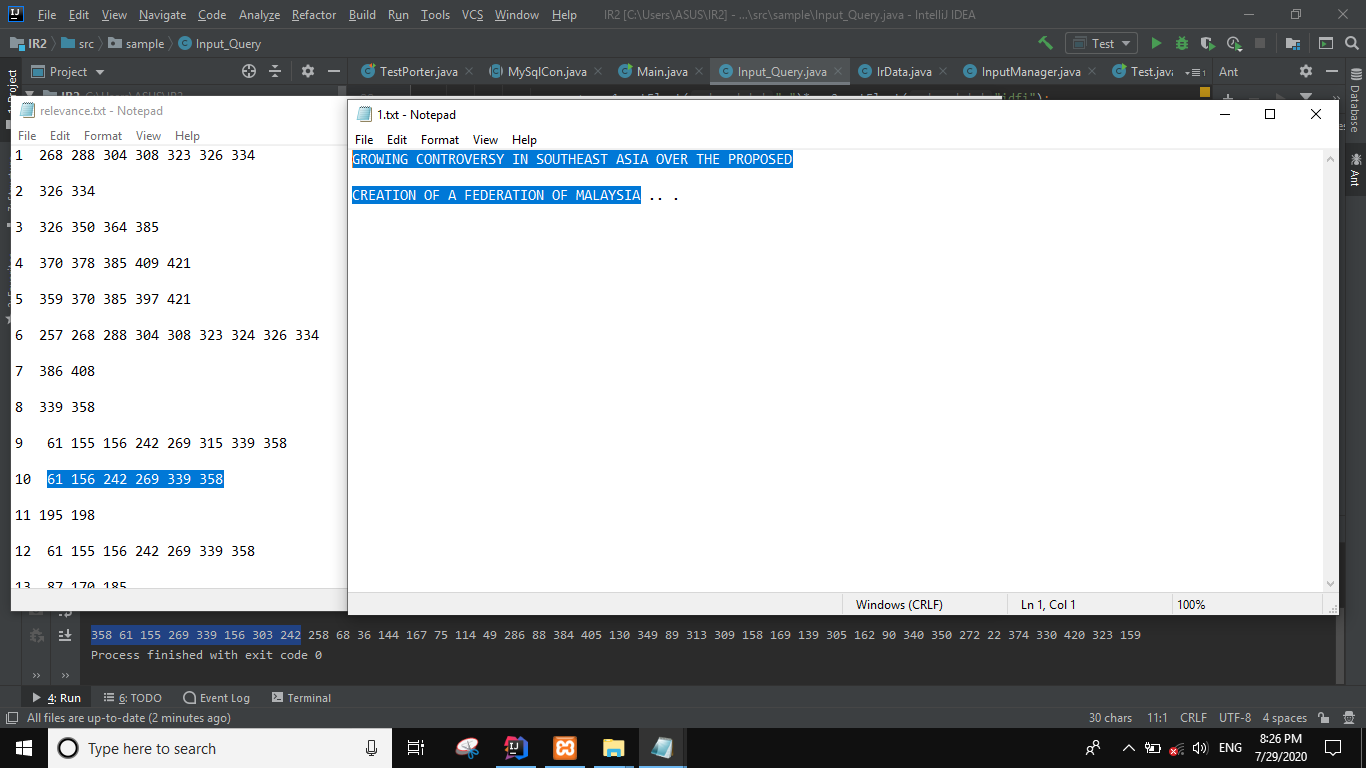 File Edit View Navigate Code Analyze Refactor Build Run Tools VCS Window Help IR2 [C:\Users\ASUS\IR2] - ...\src\sample\Input_Query.java - IntelliJ IDEA
IR2 src sample Input_Query Test
Project TestPorter.java MySqlCon.java Main.java Input_Query.java IrData.java InputManager.java Test.java Ant
Project
Database
Ant
relevance.txt - Notepad
File Edit Format View Help
1 268 288 304 308 323 326 334
2 326 334
3 326 350 364 385
4 370 378 385 409 421
5 359 370 385 397 421
6 257 268 288 304 308 323 324 326 334
7 386 408
8 339 358
9 61 155 156 242 269 315 339 358
10 61 156 242 269 339 358
11 195 198
12 61 155 156 242 269 339 358
13 87 170 185
1.txt - Notepad
File Edit Format View Help
GROWING CONTROVERSY IN SOUTHEAST ASIA OVER THE PROPOSED
CREATION OF A FEDERATION OF MALAYSIA .. .
Windows (CRLF) Ln 1, Col 1 100%
358 61 155 269 339 156 303 242 258 68 36 144 167 75 114 49 286 88 384 405 130 349 89 313 309 158 169 139 305 162 90 340 350 272 22 374 330 420 323 159
Process finished with exit code 0
4: Run 6: TODO Event Log Terminal
All files are up-to-date (2 minutes ago) 30 chars 11:1 CRLF UTF-8 4 spaces
Type here to search
ENG
8:26 PM
7/29/2020